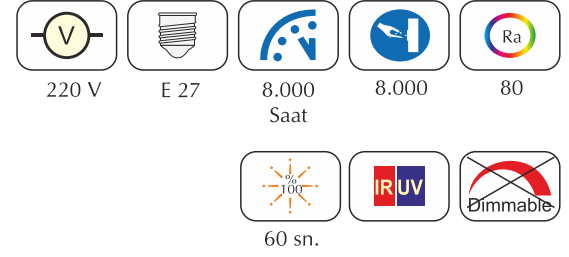 V
Ra
220 V
E 27
8.000
Saat
8.000
80
%
100
IR UV
Dimmable
60 sn.